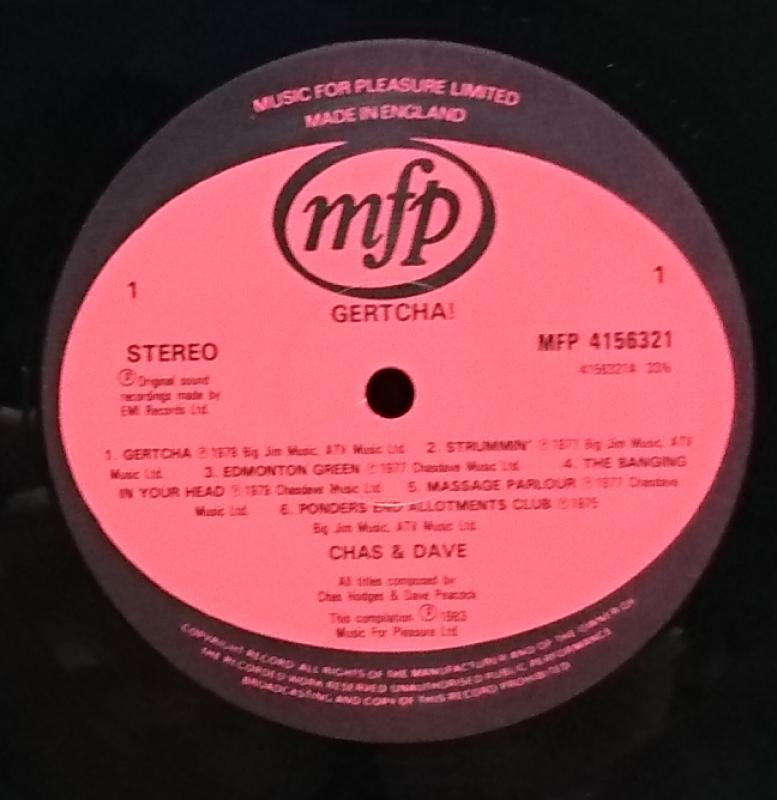 MUSIC FOR PLEASURE LIMITED
MADE IN ENGLAND
mfp
1
1
GERTCHA!
STEREO
MFP 4156321
Ⓟ Original sound
recordings made by
EMI Records Ltd.
4156321A 33⅓
1. GERTCHA Ⓟ 1979 Big Jim Music, ATV Music Ltd. 2. STRUMMIN' Ⓟ 1977 Big Jim Music, ATV
Music Ltd. 3. EDMONTON GREEN Ⓟ 1977 Chasdave Music Ltd. 4. THE BANGING
IN YOUR HEAD Ⓟ 1979 Chasdave Music Ltd. 5. MASSAGE PARLOUR Ⓟ 1977 Chasdave
Music Ltd. 6. PONDERS END ALLOTMENTS CLUB Ⓟ 1975
Big Jim Music, ATV Music Ltd.
CHAS & DAVE
All titles composed by
Chas Hodges & Dave Peacock
This compilation Ⓟ 1983
Music For Pleasure Ltd
COPYRIGHT RECORD ALL RIGHTS OF THE MANUFACTURER AND OF THE OWNER OF
THE RECORDED WORK RESERVED UNAUTHORISED PUBLIC PERFORMANCE
BROADCASTING AND COPY OF THIS RECORD PROHIBITED